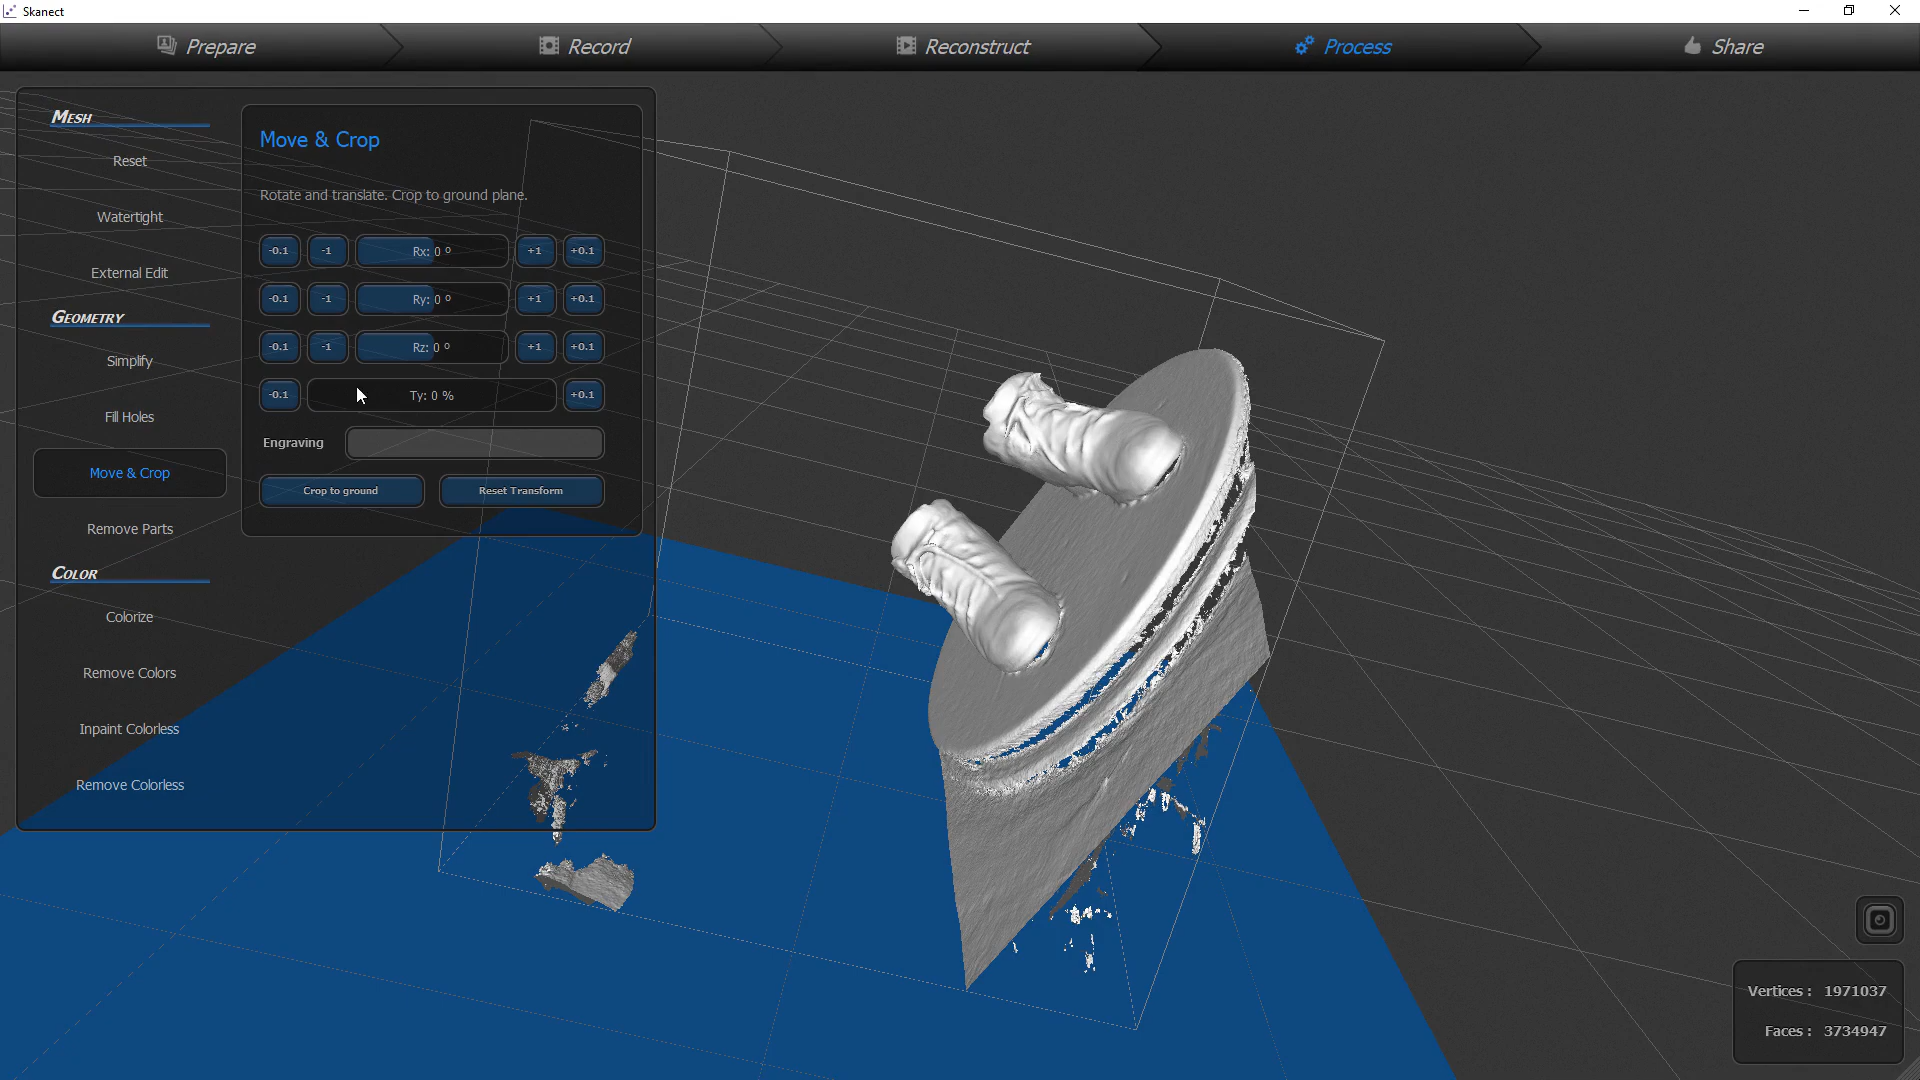 Skanect
Prepare
Record
Reconstruct
Process
Share
MESH
Reset
Watertight
External Edit
GEOMETRY
Simplify
Fill Holes
Move & Crop
Remove Parts
COLOR
Colorize
Remove Colors
Inpaint Colorless
Remove Colorless
Move & Crop
Rotate and translate. Crop to ground plane.
-0.1 -1 Rx: 0 º +1 +0.1
-0.1 -1 Ry: 0 º +1 +0.1
-0.1 -1 Rz: 0 º +1 +0.1
-0.1 Ty: 0 % +0.1
Engraving
Crop to ground Reset Transform
Vertices : 1971037
Faces : 3734947